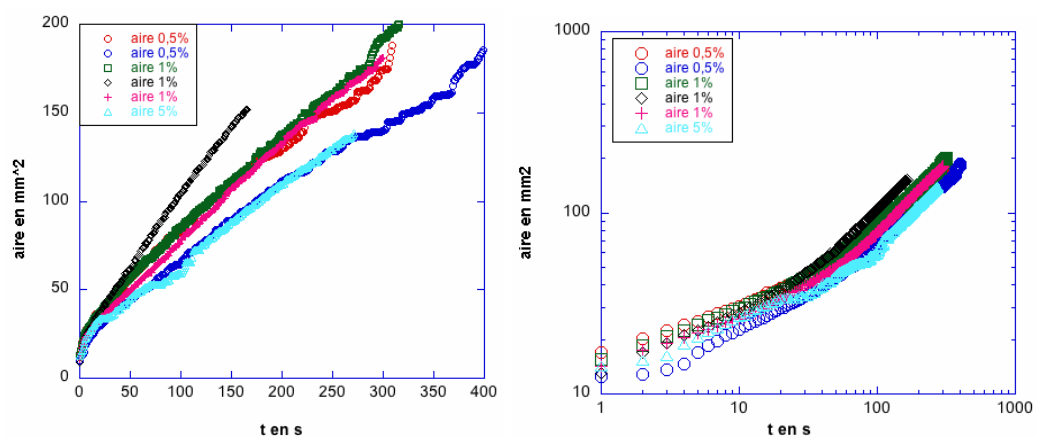 200
150
100
50
0
aire en mm^2
aire 0,5%
aire 0,5%
aire 1%
aire 1%
aire 1%
aire 5%
0 50 100 150 200 250 300 350 400
t en s
1000
100
10
aire en mm2
aire 0,5%
aire 0,5%
aire 1%
aire 1%
aire 1%
aire 5%
1 10 100 1000
t en s